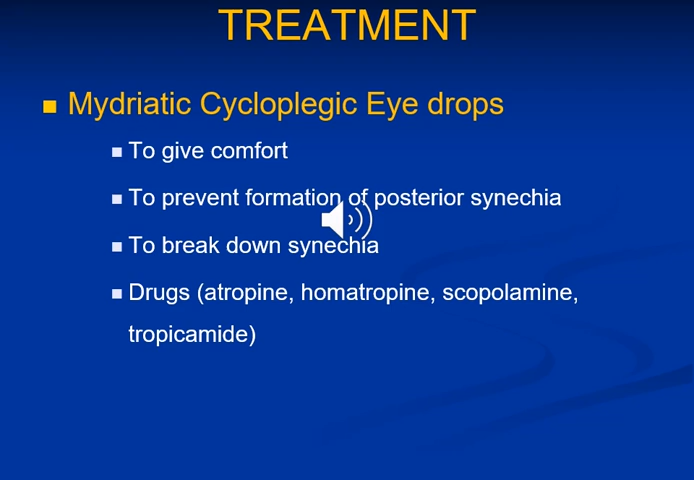 TREATMENT
Mydriatic Cycloplegic Eye drops
To give comfort
To prevent formation of posterior synechia
To break down synechia
Drugs (atropine, homatropine, scopolamine,
tropicamide)